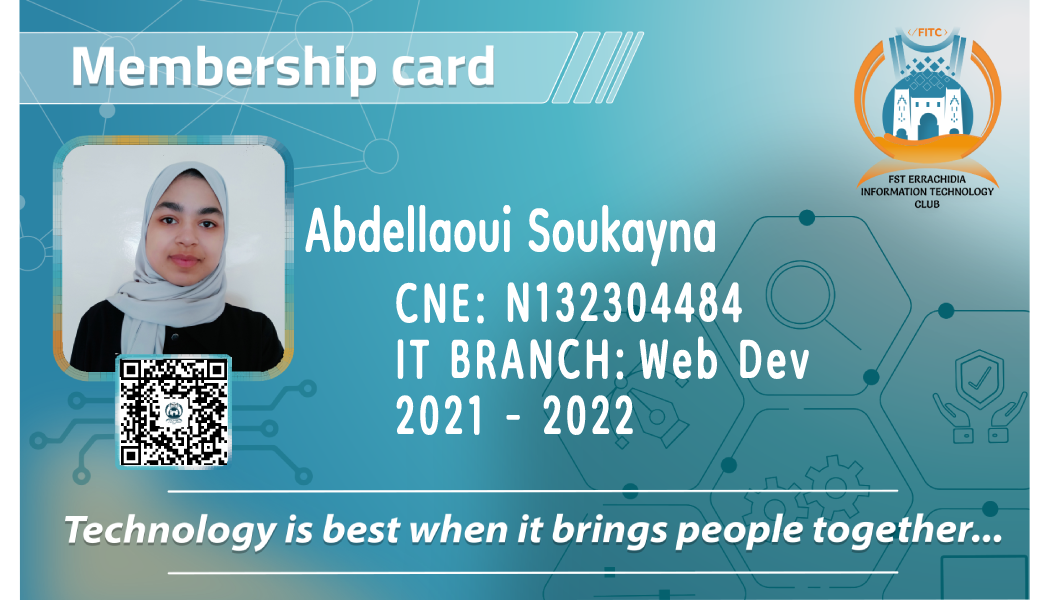 Membership card
</FITC>
FST ERRACHIDIA
INFORMATION TECHNOLOGY
CLUB
Abdellaoui Soukayna
CNE: N132304484
IT BRANCH: Web Dev
2021 - 2022
Technology is best when it brings people together...